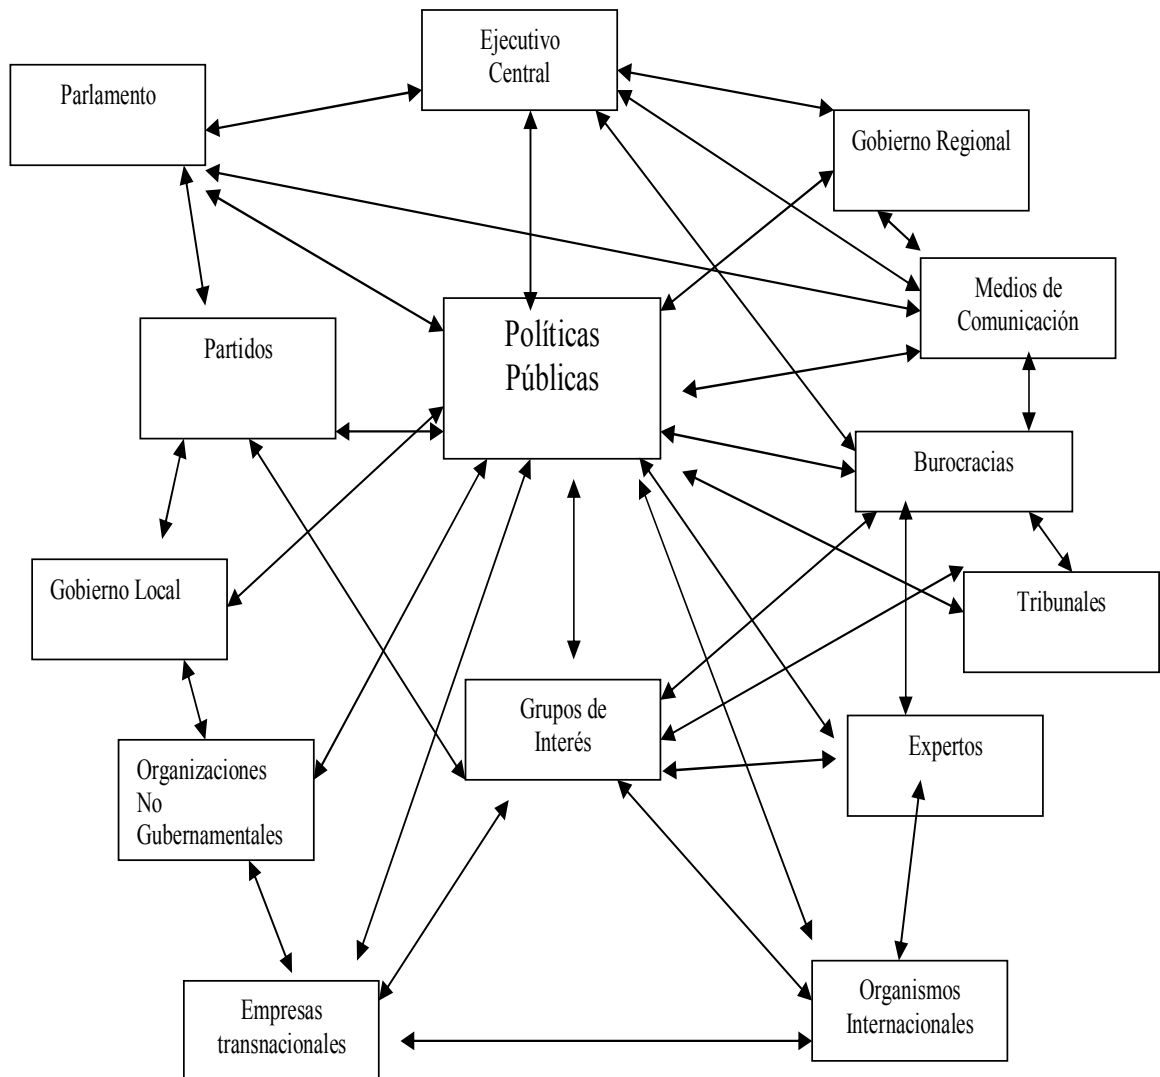 Ejecutivo
Central
Parlamento
Gobierno Regional
Medios de
Comunicación
Políticas
Públicas
Partidos
Burocracias
Gobierno Local
Tribunales
Grupos de
Interés
Expertos
Organizaciones
No
Gubernamentales
Organismos
Internacionales
Empresas
transnacionales